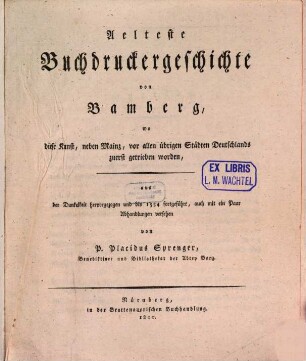 Aelteste
Buchdruckergeschichte
von
Bamberg,
wo
diese Kunst, neben Mainz, vor allen übrigen Städten Deutschlands
zuerst getrieben worden,
EX LIBRIS
L. M. WACHTEL
aus
der Dunkelheit hervorgezogen und bis 1534 fortgeführt, auch mit ein Paar
Abhandlungen versehen
von
P. Placidus Sprenger,
Benediktiner und Bibliothekar der Abtey Banz.
Nürnberg,
in der Grattenauerischen Buchhandlung.
1800.